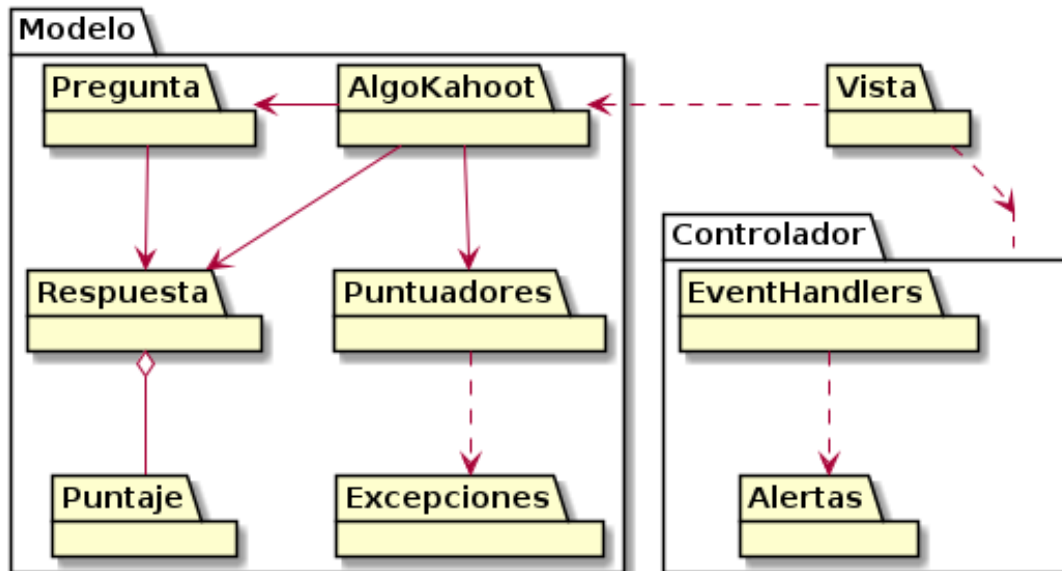 Modelo
Pregunta
AlgoKahoot
Vista
Controlador
Respuesta
Puntuadores
EventHandlers
Puntaje
Excepciones
Alertas